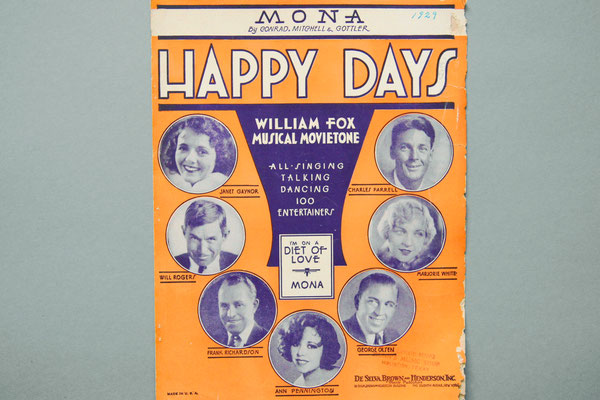 MONA
1929
By CONRAD, MITCHELL & GOTTLER
HAPPY DAYS
WILLIAM FOX
MUSICAL MOVIETONE
ALL-SINGING
TALKING
DANCING
100
ENTERTAINERS
JANET GAYNOR
CHARLES FARRELL
I'M ON A
DIET OF
LOVE
MONA
WILL ROGERS
MARJORIE WHITE
FRANK RICHARDSON
GEORGE OLSEN
ANN PENNINGTON
MADE IN U.S.A.
DE SYLVA, BROWN AND HENDERSON, INC.